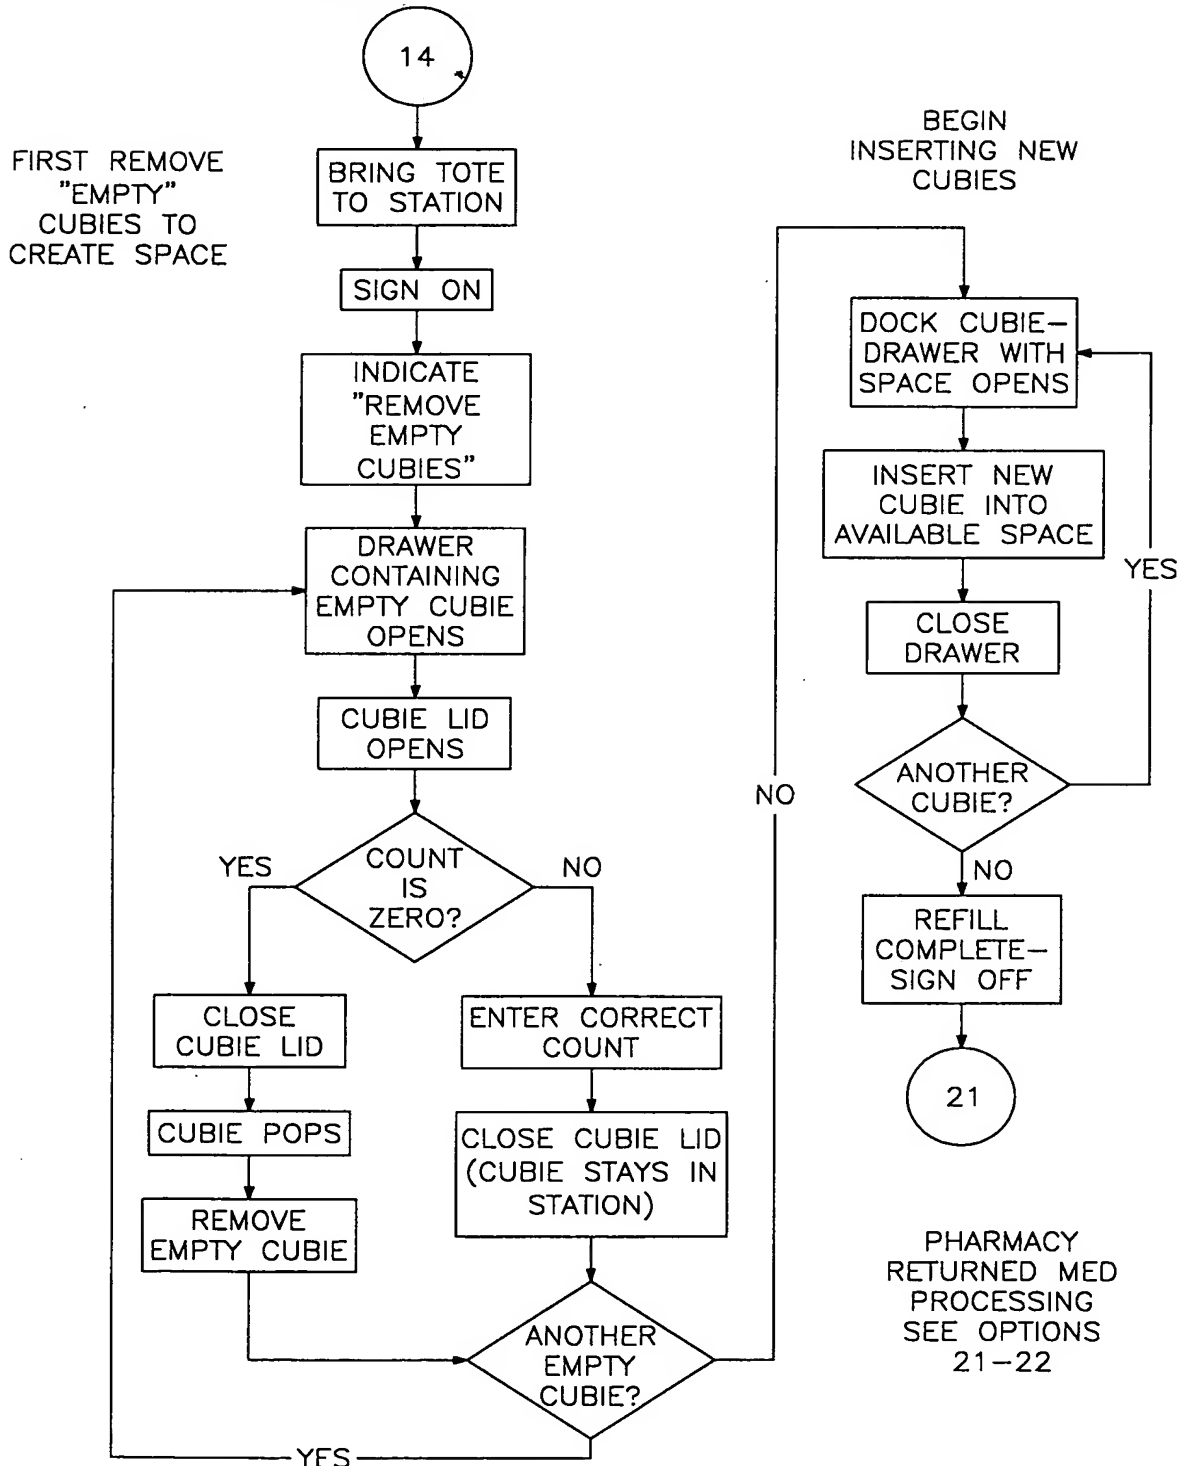 14
FIRST REMOVE
"EMPTY"
CUBIES TO
CREATE SPACE
BRING TOTE
TO STATION
SIGN ON
INDICATE
"REMOVE
EMPTY
CUBIES"
DRAWER
CONTAINING
EMPTY CUBIE
OPENS
CUBIE LID
OPENS
COUNT
IS
ZERO?
YES
NO
CLOSE
CUBIE LID
CUBIE POPS
REMOVE
EMPTY CUBIE
ENTER CORRECT
COUNT
CLOSE CUBIE LID
(CUBIE STAYS IN
STATION)
ANOTHER
EMPTY
CUBIE?
YES
NO
BEGIN
INSERTING NEW
CUBIES
DOCK CUBIE-
DRAWER WITH
SPACE OPENS
INSERT NEW
CUBIE INTO
AVAILABLE SPACE
CLOSE
DRAWER
ANOTHER
CUBIE?
YES
NO
REFILL
COMPLETE-
SIGN OFF
21
PHARMACY
RETURNED MED
PROCESSING
SEE OPTIONS
21-22